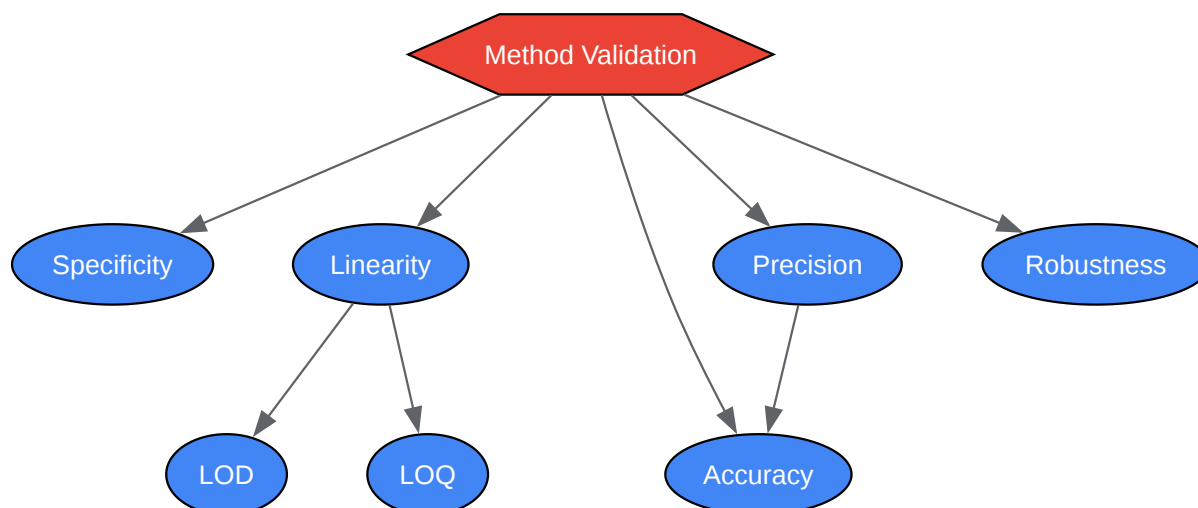 Method Validation
Specificity
Linearity
Precision
Robustness
LOD
LOQ
Accuracy